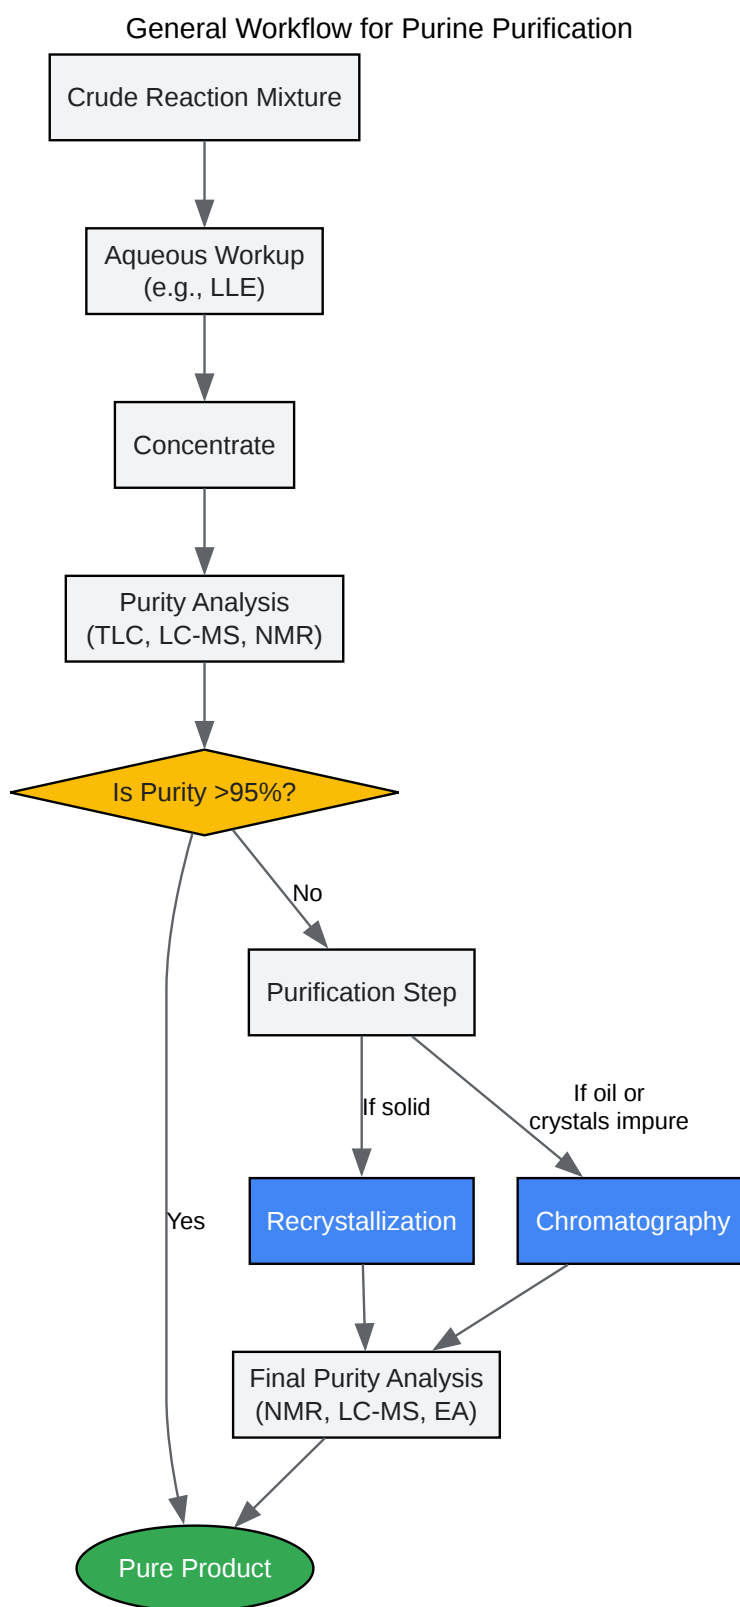 General Workflow for Purine Purification
Crude Reaction Mixture
Aqueous Workup
(e.g., LLE)
Concentrate
Purity Analysis
(TLC, LC-MS, NMR)
Is Purity >95%?
No
Purification Step
If solid
If oil or
crystals impure
Yes
Recrystallization
Chromatography
Final Purity Analysis
(NMR, LC-MS, EA)
Pure Product